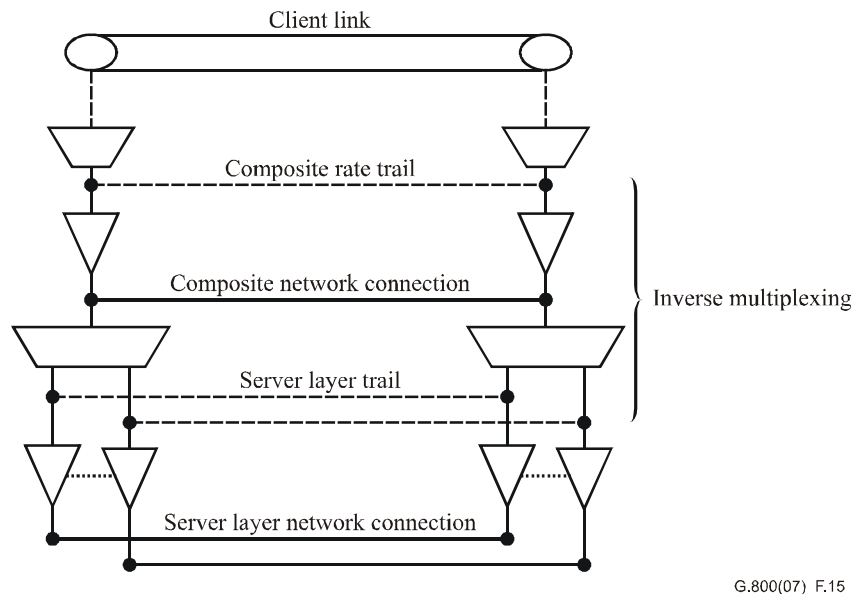 Client link
Composite rate trail
Composite network connection
Inverse multiplexing
Server layer trail
Server layer network connection
G.800(07)_F.15